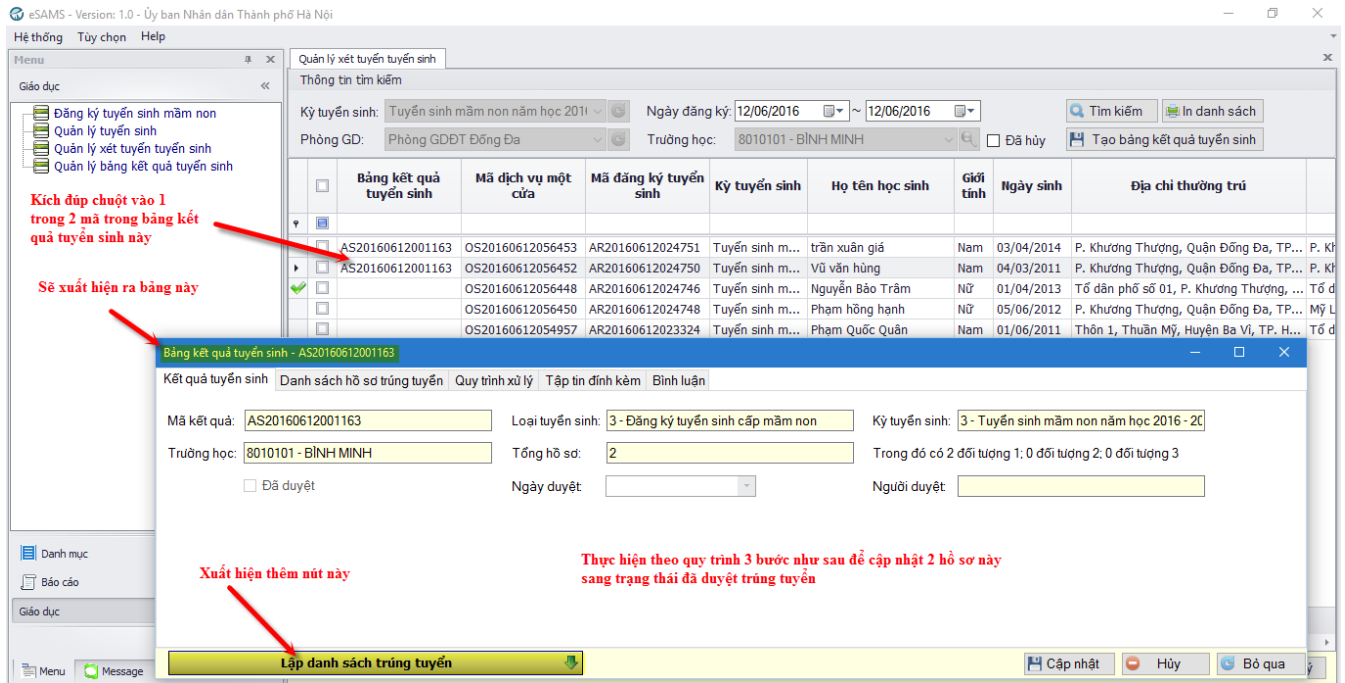 eSAMS - Version: 1.0 - Ủy ban Nhân dân Thành phố Hà Nội
Hệ thống Tùy chọn Help
Menu
Quản lý xét tuyển tuyển sinh
Giáo dục
Thông tin tìm kiếm
Đăng ký tuyển sinh mầm non
Quản lý tuyển sinh
Quản lý xét tuyển tuyển sinh
Quản lý bảng kết quả tuyển sinh
Kỳ tuyển sinh: Tuyển sinh mầm non năm học 201 Ngày đăng ký: 12/06/2016 ~ 12/06/2016 Tìm kiếm In danh sách
Phòng GD: Phòng GDĐT Đống Đa Trường học: 8010101 - BÌNH MINH Đã hủy Tạo bảng kết quả tuyển sinh
Bảng kết quả tuyển sinh Mã dịch vụ một cửa Mã đăng ký tuyển sinh Kỳ tuyển sinh Họ tên học sinh Giới tính Ngày sinh Địa chỉ thường trú
Kích đúp chuột vào 1
trong 2 mã trong bảng kết
quả tuyển sinh này
AS20160612001163 OS20160612056453 AR20160612024751 Tuyển sinh m... trần xuân giá Nam 03/04/2014 P. Khương Thượng, Quận Đống Đa, TP... P. Kh
AS20160612001163 OS20160612056452 AR20160612024750 Tuyển sinh m... Vũ văn hùng Nam 04/03/2011 P. Khương Thượng, Quận Đống Đa, TP... P. Kh
OS20160612056448 AR20160612024746 Tuyển sinh m... Nguyễn Bảo Trâm Nữ 01/04/2013 Tổ dân phố số 01, P. Khương Thượng, ... Tổ d
OS20160612056450 AR20160612024748 Tuyển sinh m... Phạm hồng hạnh Nữ 05/06/2012 P. Khương Thượng, Quận Đống Đa, TP... Mỹ L
OS20160612054957 AR20160612023324 Tuyển sinh m... Phạm Quốc Quân Nam 01/06/2011 Thôn 1, Thuần Mỹ, Huyện Ba Vì, TP. H... Tổ d
Sẽ xuất hiện ra bảng này
Bảng kết quả tuyển sinh - AS20160612001163
Kết quả tuyển sinh Danh sách hồ sơ trúng tuyển Quy trình xử lý Tập tin đính kèm Bình luận
Mã kết quả: AS20160612001163 Loại tuyển sinh: 3 - Đăng ký tuyển sinh cấp mầm non Kỳ tuyển sinh: 3 - Tuyển sinh mầm non năm học 2016 - 20
Trường học: 8010101 - BÌNH MINH Tổng hồ sơ: 2 Trong đó có 2 đối tượng 1; 0 đối tượng 2; 0 đối tượng 3
Đã duyệt Ngày duyệt: Người duyệt:
Danh mục
Báo cáo
Giáo dục
Xuất hiện thêm nút này
Thực hiện theo quy trình 3 bước như sau để cập nhật 2 hồ sơ này
sang trạng thái đã duyệt trúng tuyển
Lập danh sách trúng tuyển Cập nhật Hủy Bỏ qua
Menu Message